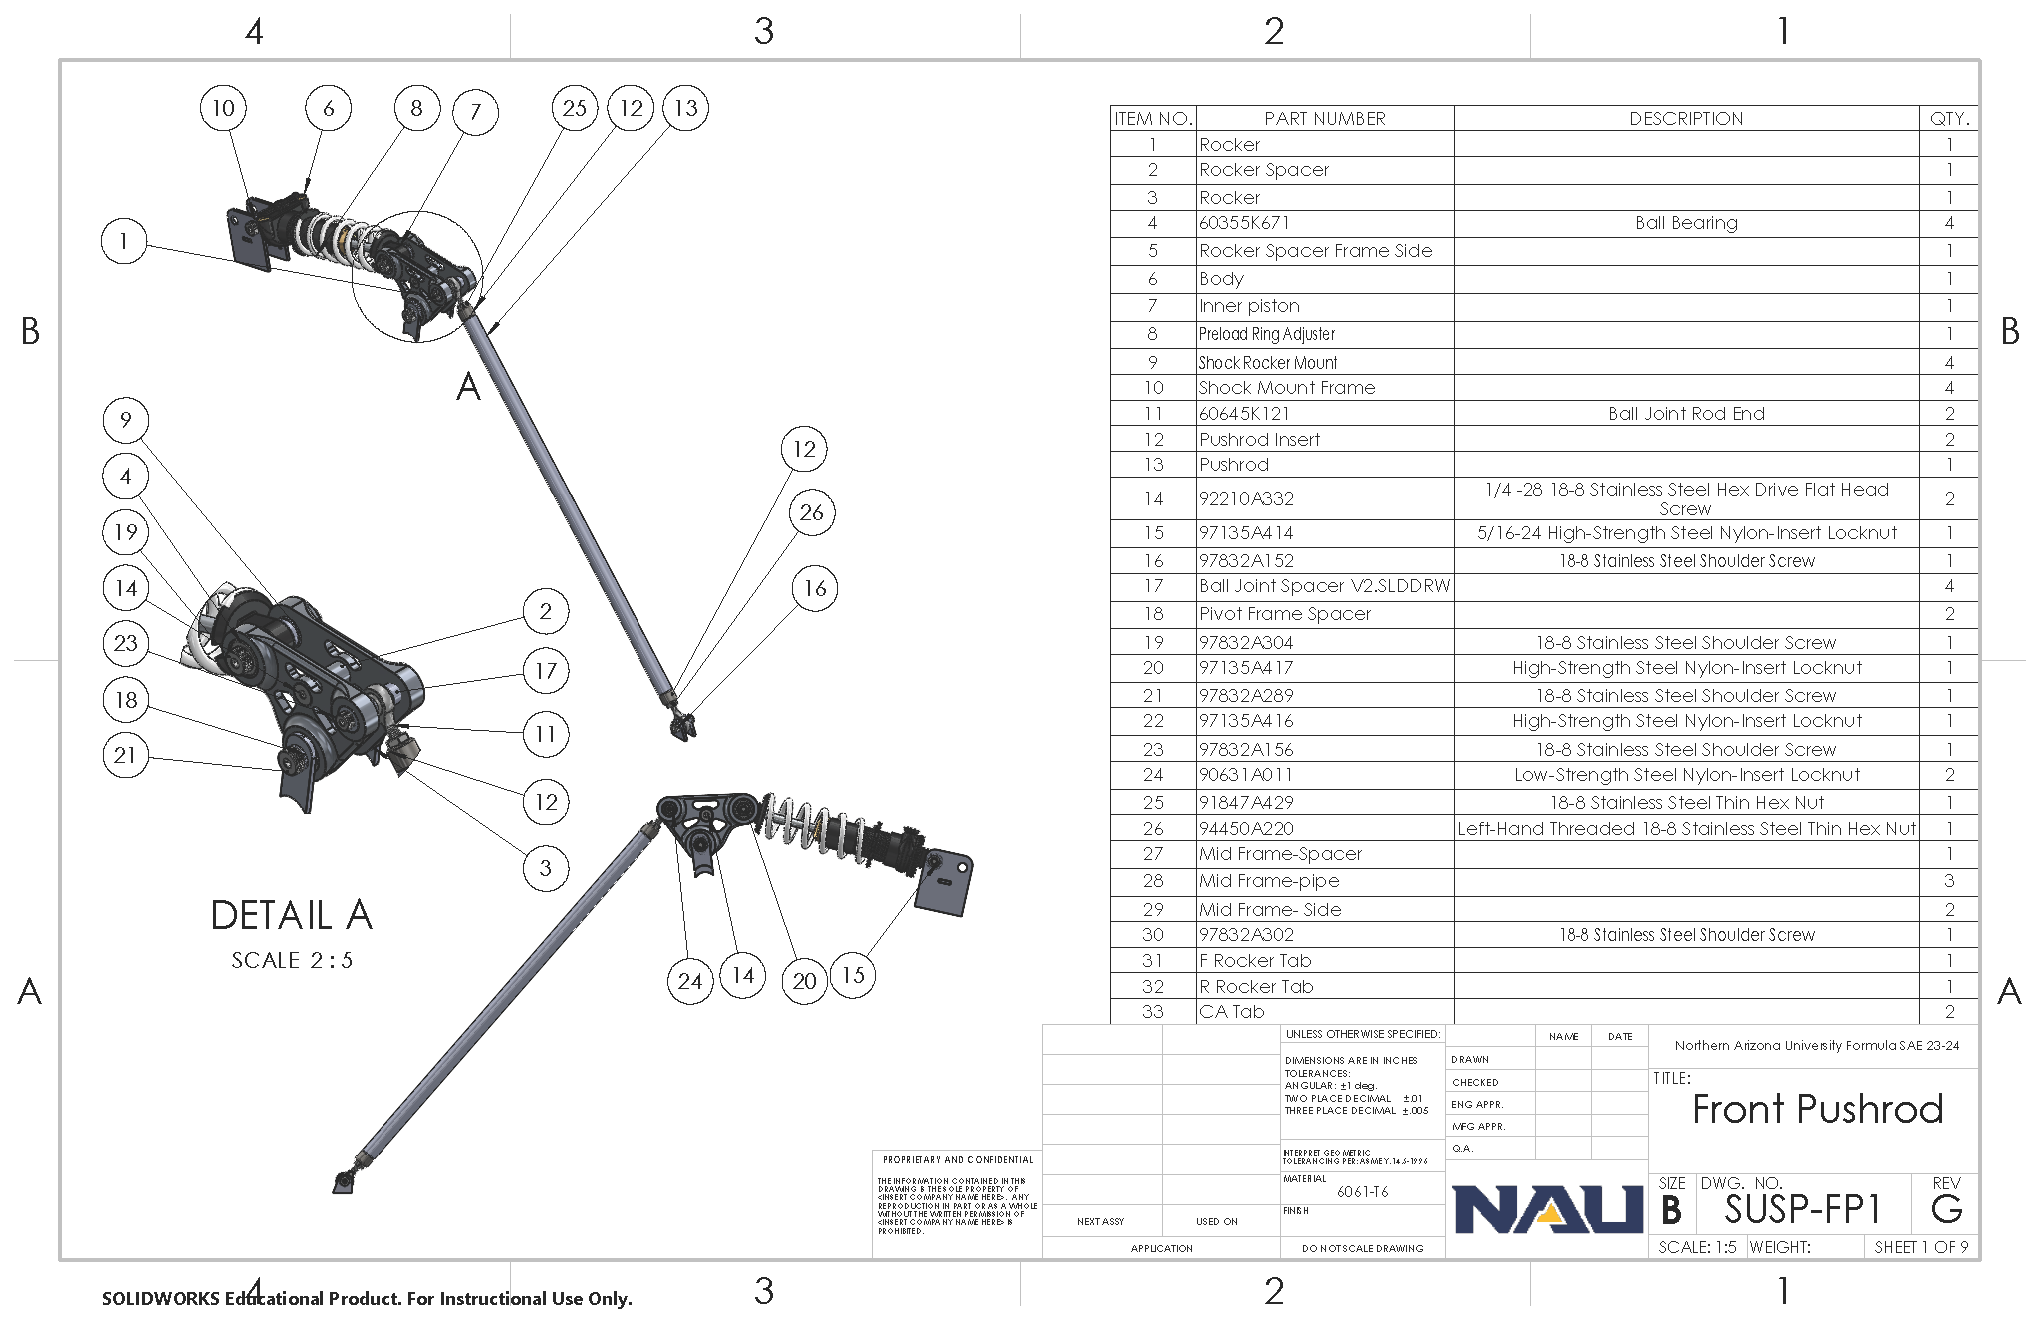 4 3 2 1
10 6 8 7 25 12 13
1
B B
A
9
4
19
14
23
18
21
12
26
16
2
17
11
12
3
DETAIL A
SCALE 2 : 5
24 14 20 15
A A
ITEM NO. PART NUMBER DESCRIPTION QTY.
1 Rocker 1
2 Rocker Spacer 1
3 Rocker 1
4 60355K671 Ball Bearing 4
5 Rocker Spacer Frame Side 1
6 Body 1
7 Inner piston 1
8 Preload Ring Adjuster 1
9 Shock Rocker Mount 4
10 Shock Mount Frame 4
11 60645K121 Ball Joint Rod End 2
12 Pushrod Insert 2
13 Pushrod 1
14 92210A332 1/4 -28 18-8 Stainless Steel Hex Drive Flat Head
Screw 2
15 97135A414 5/16-24 High-Strength Steel Nylon-Insert Locknut 1
16 97832A152 18-8 Stainless Steel Shoulder Screw 1
17 Ball Joint Spacer V2.SLDDRW 4
18 Pivot Frame Spacer 2
19 97832A304 18-8 Stainless Steel Shoulder Screw 1
20 97135A417 High-Strength Steel Nylon-Insert Locknut 1
21 97832A289 18-8 Stainless Steel Shoulder Screw 1
22 97135A416 High-Strength Steel Nylon-Insert Locknut 1
23 97832A156 18-8 Stainless Steel Shoulder Screw 1
24 90631A011 Low-Strength Steel Nylon-Insert Locknut 2
25 91847A429 18-8 Stainless Steel Thin Hex Nut 1
26 94450A220 Left-Hand Threaded 18-8 Stainless Steel Thin Hex Nut 1
27 Mid Frame-Spacer 1
28 Mid Frame-pipe 3
29 Mid Frame- Side 2
30 97832A302 18-8 Stainless Steel Shoulder Screw 1
31 F Rocker Tab 1
32 R Rocker Tab 1
33 CA Tab 2
PROPRIETARY AND CONFIDENTIAL
THE INFORMATION CONTAINED IN THIS
DRAWING IS THE SOLE PROPERTY OF
<INSERT COMPANY NAME HERE>. ANY
REPRODUCTION IN PART OR AS A WHOLE
WITHOUT THE WRITTEN PERMISSION OF
<INSERT COMPANY NAME HERE> IS
PROHIBITED.
NEXT ASSY USED ON
APPLICATION
UNLESS OTHERWISE SPECIFIED:
DIMENSIONS ARE IN INCHES
TOLERANCES:
ANGULAR: ±1 deg.
TWO PLACE DECIMAL ±.01
THREE PLACE DECIMAL ±.005
INTERPRET GEOMETRIC
TOLERANCING PER: ASME Y.14.5-1996
MATERIAL
6061-T6
FINISH
DO NOT SCALE DRAWING
NAME DATE
DRAWN
CHECKED
ENG APPR.
MFG APPR.
Q.A.
NAU
Northern Arizona University Formula SAE 23-24
TITLE:
Front Pushrod
SIZE DWG. NO. REV
B SUSP-FP1 G
SCALE: 1:5 WEIGHT: SHEET 1 OF 9
4 3 2 1
SOLIDWORKS Educational Product. For Instructional Use Only.